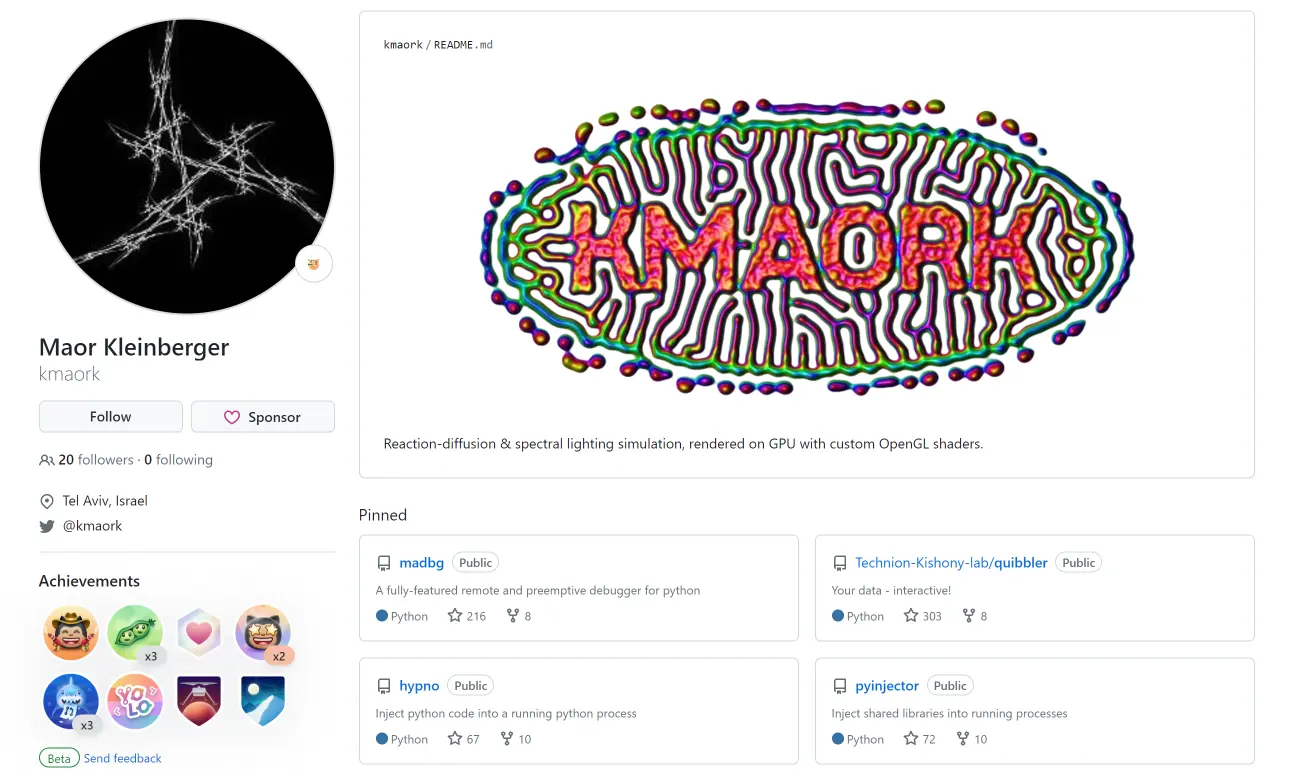 Maor Kleinberger
kmaork
Follow
Sponsor
20 followers · 0 following
Tel Aviv, Israel
@kmaork
Achievements
x3
x2
YOLO
x3
Beta Send feedback
kmaork / README.md
KMAORK
Reaction-diffusion & spectral lighting simulation, rendered on GPU with custom OpenGL shaders.
Pinned
madbg Public
A fully-featured remote and preemptive debugger for python
Python 216 8
Technion-Kishony-lab/quibbler Public
Your data - interactive!
Python 303 8
hypno Public
Inject python code into a running python process
Python 67 10
pyinjector Public
Inject shared libraries into running processes
Python 72 10